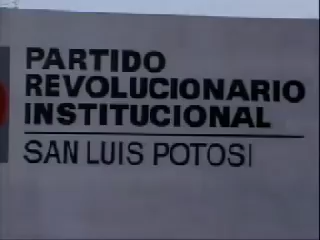 PARTIDO
REVOLUCIONARIO
INSTITUCIONAL
SAN LUIS POTOSI